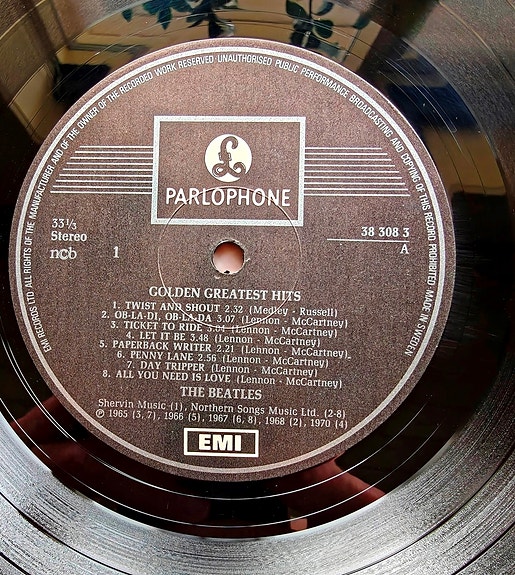 EMI RECORDS LTD ALL RIGHTS OF THE MANUFACTURER AND OF THE OWNER OF THE RECORDED WORK RESERVED UNAUTHORISED PUBLIC PERFORMANCE BROADCASTING AND COPYING OF THIS RECORD PROHIBITED · MADE IN SWEDEN
£
PARLOPHONE
33⅓
Stereo
ncb 1
38 308 3
A
GOLDEN GREATEST HITS
1. TWIST AND SHOUT 2.32 (Medley - Russell)
2. OB-LA-DI, OB-LA-DA 3.07 (Lennon - McCartney)
3. TICKET TO RIDE 3.04 (Lennon - McCartney)
4. LET IT BE 3.48 (Lennon - McCartney)
5. PAPERBACK WRITER 2.21 (Lennon - McCartney)
6. PENNY LANE 2.56 (Lennon - McCartney)
7. DAY TRIPPER (Lennon - McCartney)
8. ALL YOU NEED IS LOVE (Lennon - McCartney)
THE BEATLES
Shervin Music (1), Northern Songs Music Ltd. (2-8)
℗ 1965 (3, 7), 1966 (5), 1967 (6, 8), 1968 (2), 1970 (4)
EMI